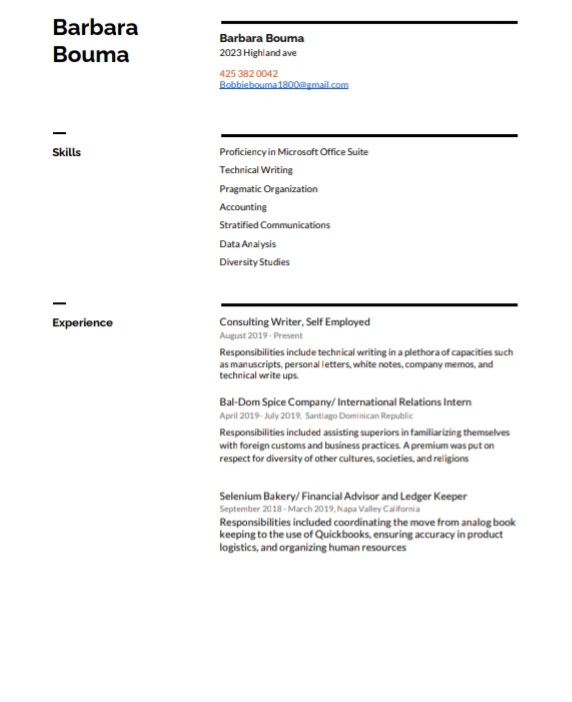 Barbara
Bouma
Barbara Bouma
2023 Highland ave
425 382 0042
Bobbiebouma1800@gmail.com
Skills
Proficiency in Microsoft Office Suite
Technical Writing
Pragmatic Organization
Accounting
Stratified Communications
Data Analysis
Diversity Studies
Experience
Consulting Writer, Self Employed
August 2019 - Present
Responsibilities include technical writing in a plethora of capacities such
as manuscripts, personal letters, white notes, company memos, and
technical write ups.
Bal-Dom Spice Company/ International Relations Intern
April 2019- July 2019, Santiago Dominican Republic
Responsibilities included assisting superiors in familiarizing themselves
with foreign customs and business practices. A premium was put on
respect for diversity of other cultures, societies, and religions
Selenium Bakery/ Financial Advisor and Ledger Keeper
September 2018 - March 2019, Napa Valley California
Responsibilities included coordinating the move from analog book
keeping to the use of Quickbooks, ensuring accuracy in product
logistics, and organizing human resources